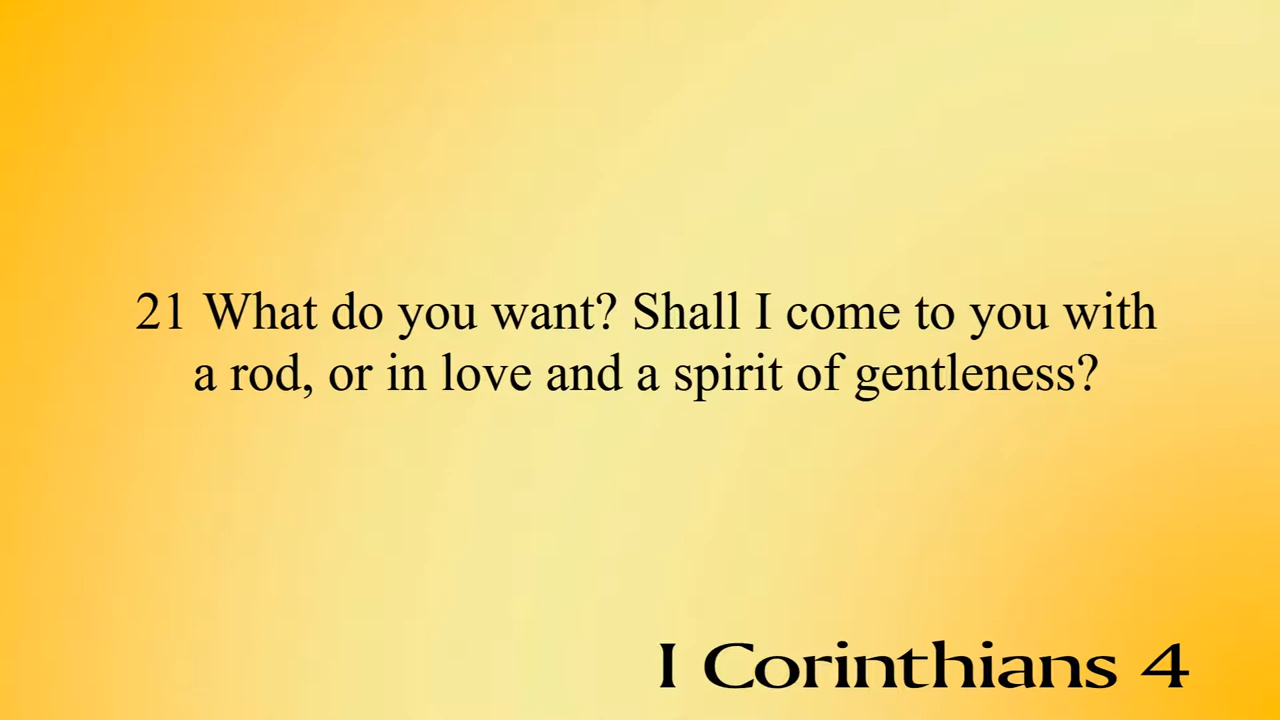 21 What do you want? Shall I come to you with
a rod, or in love and a spirit of gentleness?
I Corinthians 4